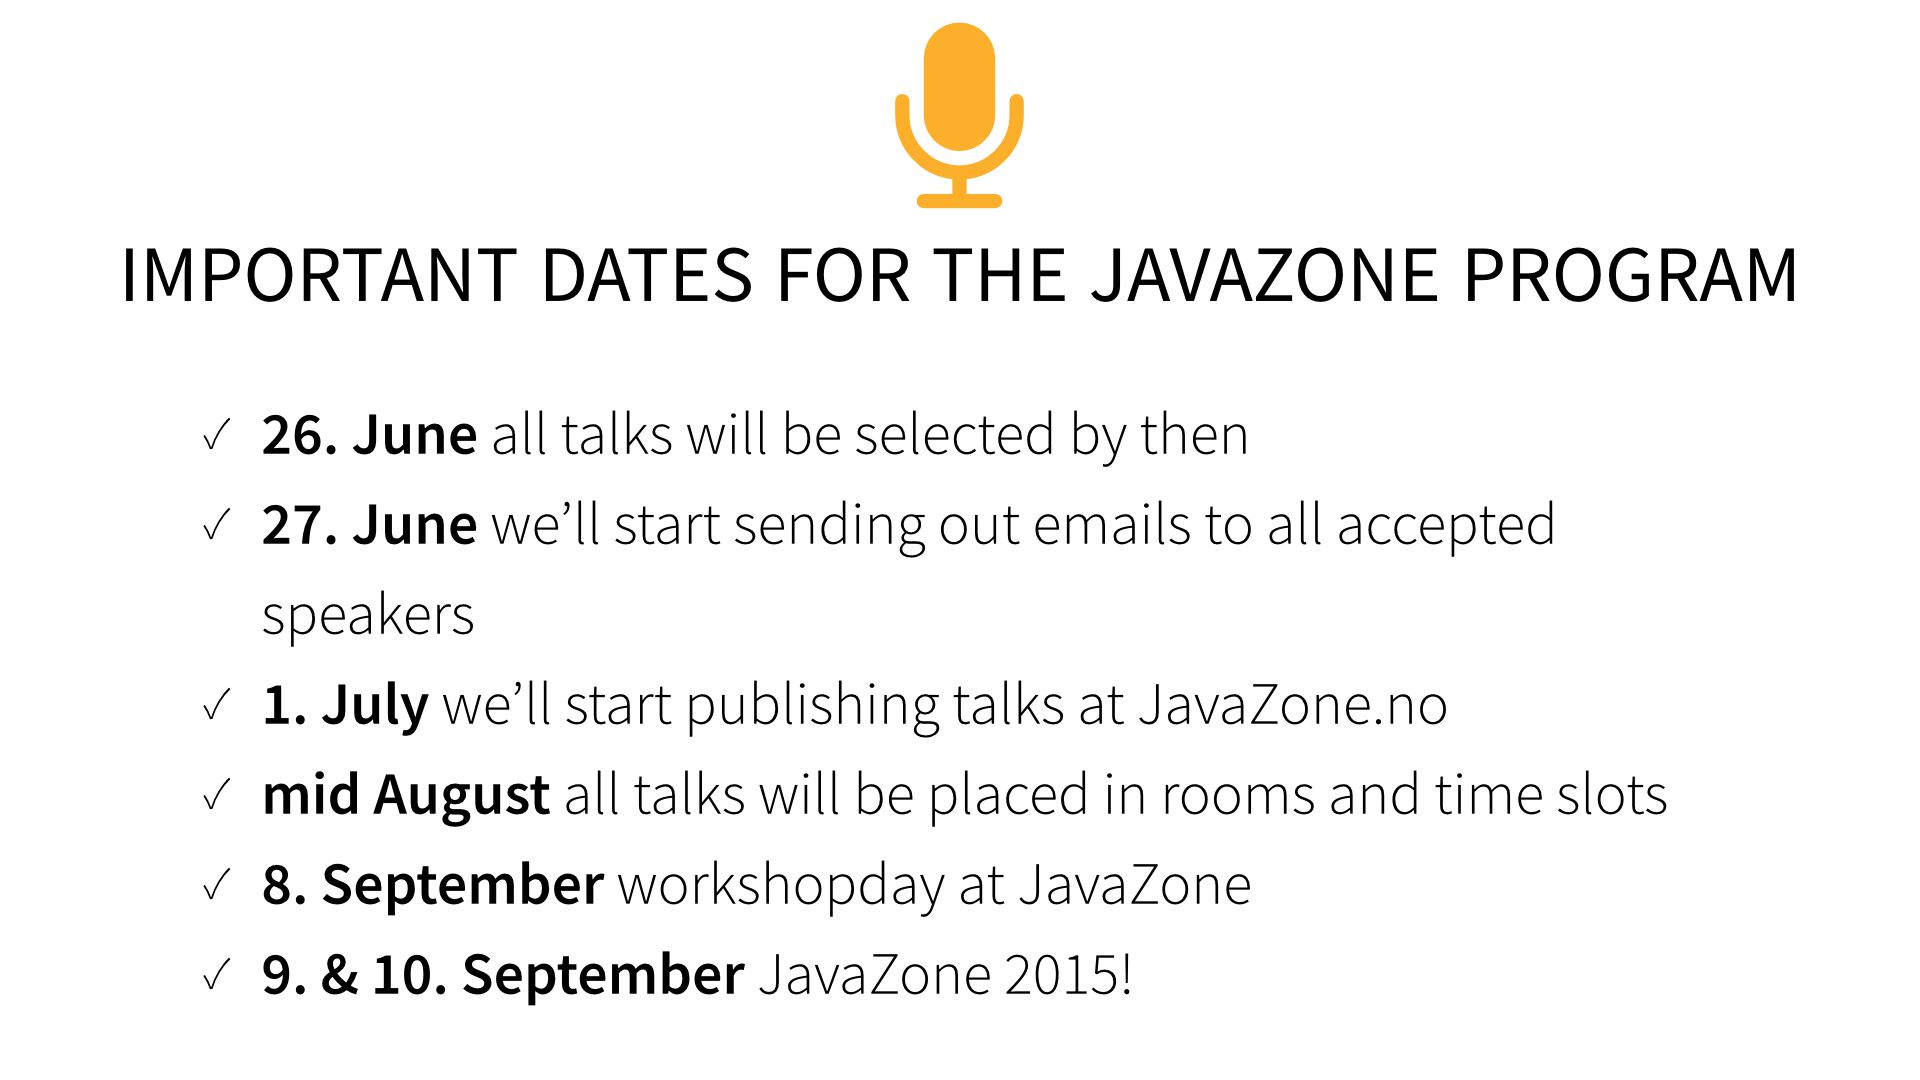 IMPORTANT DATES FOR THE JAVAZONE PROGRAM
✓ 26. June all talks will be selected by then
✓ 27. June we’ll start sending out emails to all accepted
speakers
✓ 1. July we’ll start publishing talks at JavaZone.no
✓ mid August all talks will be placed in rooms and time slots
✓ 8. September workshopday at JavaZone
✓ 9. & 10. September JavaZone 2015!